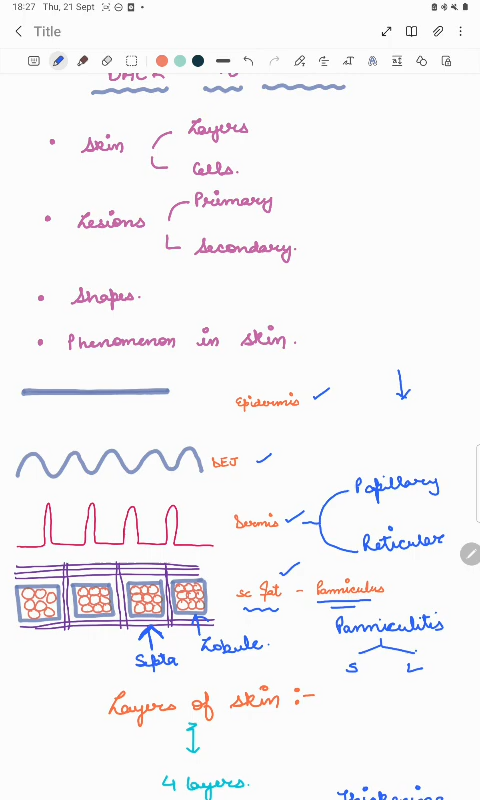 18:27 Thu, 21 Sept
Title
Skin
Layers
Cells.
Lesions
Primary
Secondary.
Shapes.
Phenomenon in skin.
Epidermis
DEJ
Dermis
Papillary
Reticular
sc fat - Panniculus
Septa
Lobule.
Panniculitis
S L
Layers of skin :-
4 layers.